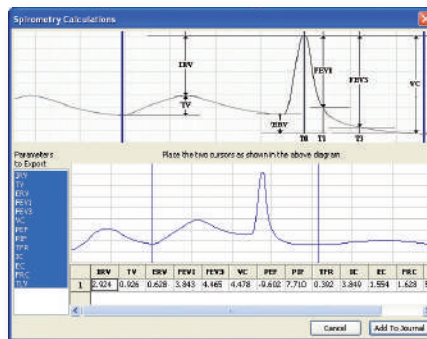 Spirometry Calculations
IRV
TV
ERV
FEV1
FEV3
VC
T0 T1 T3
Parameters to Export
Place the two cursors as shown in the above diagram
IRV
TV
ERV
FEV1
FEV3
VC
PEF
PIF
TPR
IC
EC
FRC
TLV
IRV TV ERV FEV1 FEV3 VC PEF PIF TPR IC EC FRC
1 2.924 0.926 0.628 3.843 4.465 4.478 -9.602 7.710 0.392 3.849 1.554 1.628
Cancel Add To Journal